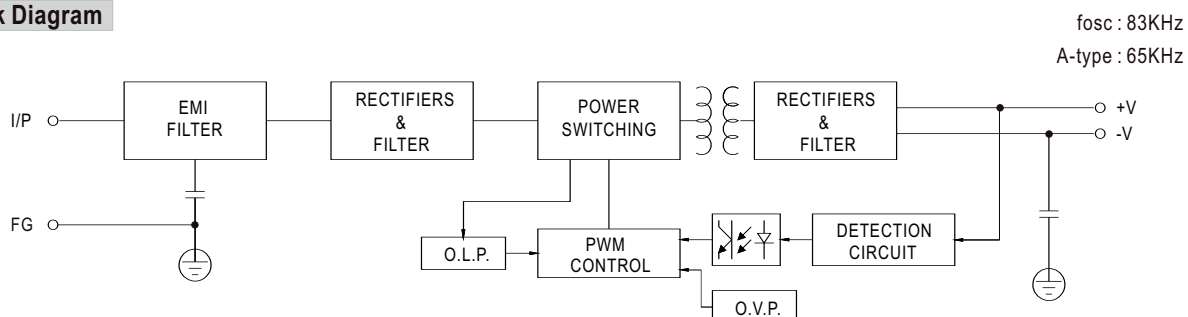 k Diagram
fosc : 83KHz
A-type : 65KHz
I/P
EMI
FILTER
RECTIFIERS
&
FILTER
POWER
SWITCHING
RECTIFIERS
&
FILTER
+V
-V
FG
O.L.P.
PWM
CONTROL
DETECTION
CIRCUIT
O.V.P.